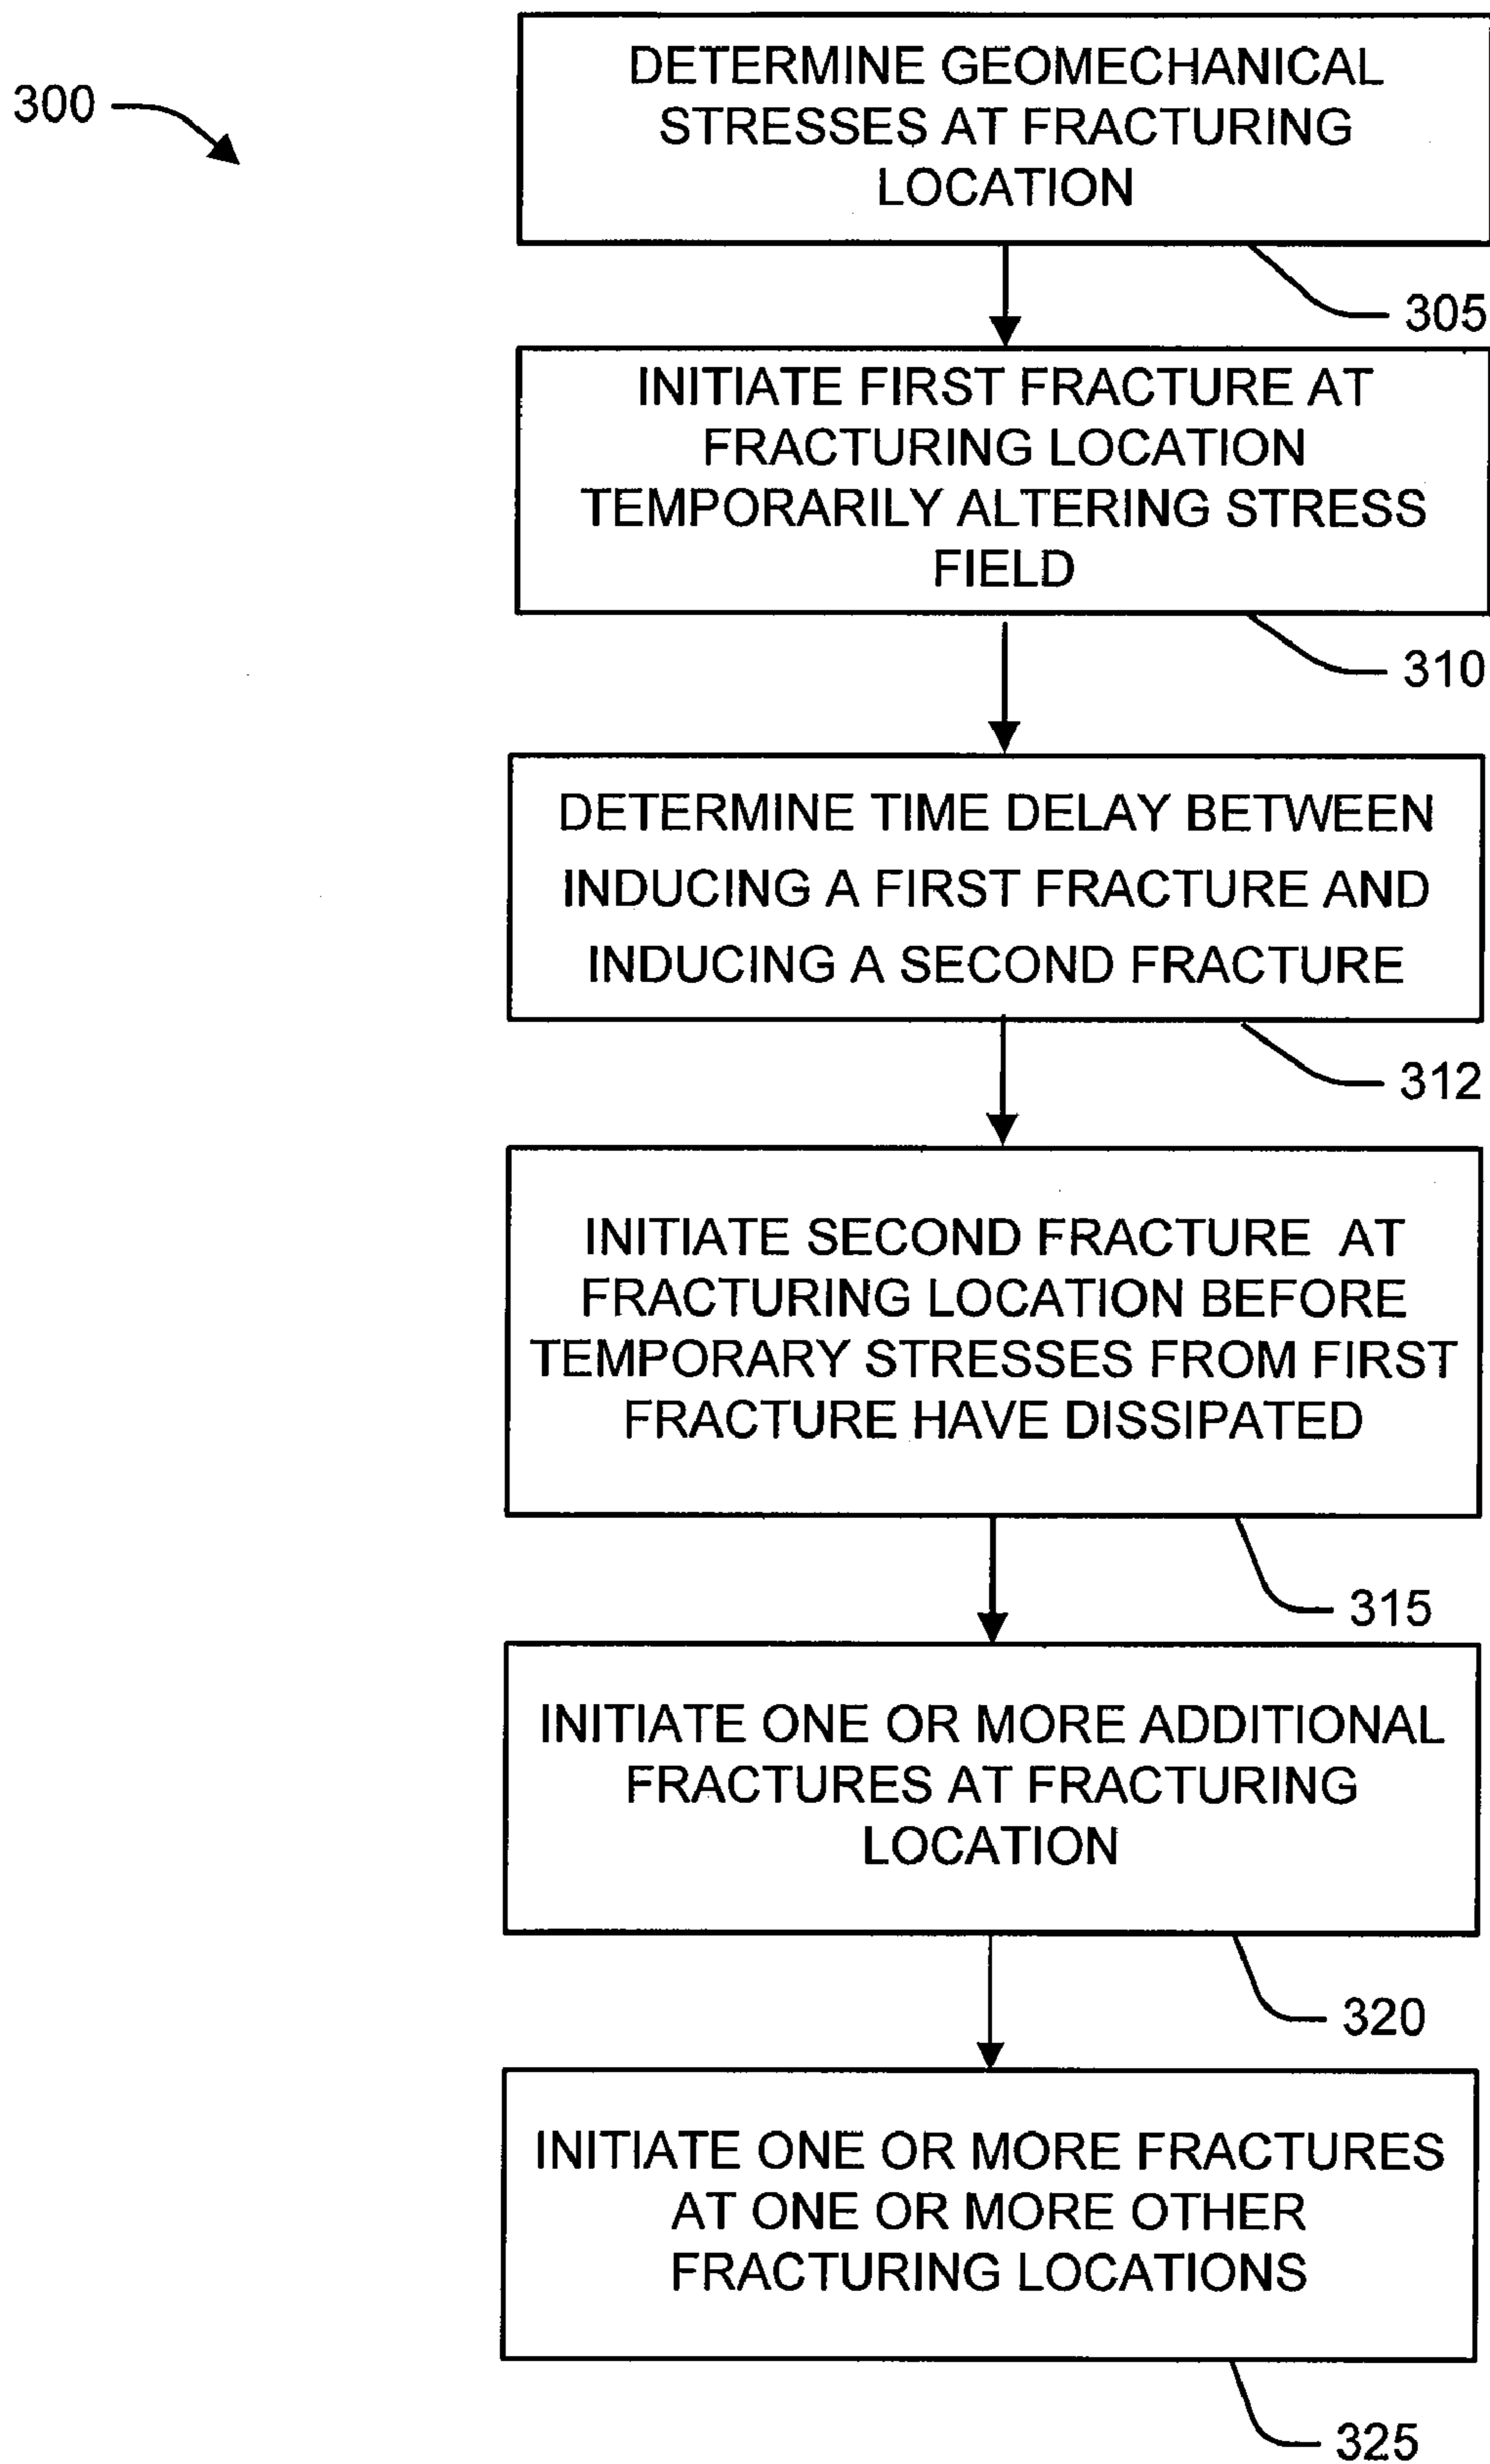 300
DETERMINE GEOMECHANICAL
STRESSES AT FRACTURING
LOCATION
305
INITIATE FIRST FRACTURE AT
FRACTURING LOCATION
TEMPORARILY ALTERING STRESS
FIELD
310
DETERMINE TIME DELAY BETWEEN
INDUCING A FIRST FRACTURE AND
INDUCING A SECOND FRACTURE
312
INITIATE SECOND FRACTURE AT
FRACTURING LOCATION BEFORE
TEMPORARY STRESSES FROM FIRST
FRACTURE HAVE DISSIPATED
315
INITIATE ONE OR MORE ADDITIONAL
FRACTURES AT FRACTURING
LOCATION
320
INITIATE ONE OR MORE FRACTURES
AT ONE OR MORE OTHER
FRACTURING LOCATIONS
325